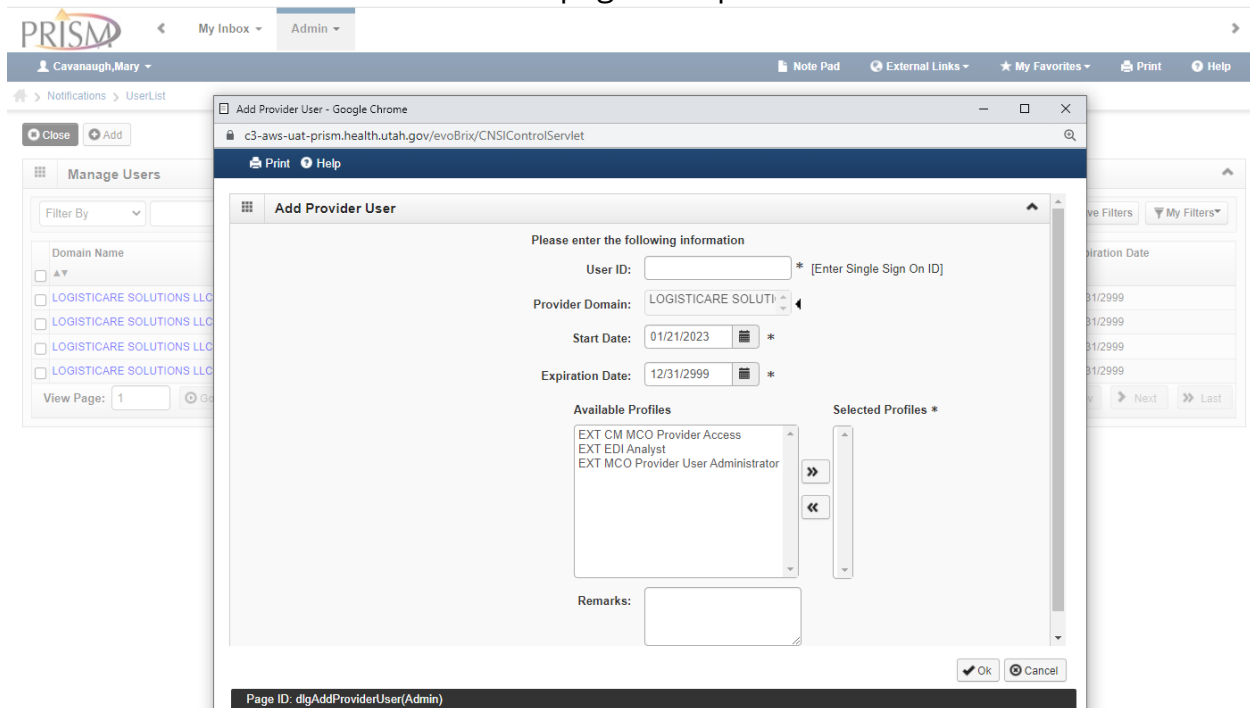 PRISM
My Inbox
Admin
Cavanaugh,Mary
Note Pad
External Links
My Favorites
Print
Help
> Notifications > UserList
Close
Add
Manage Users
Filter By
Filters
My Filters
Domain Name
Date
LOGISTICARE SOLUTIONS LLC
LOGISTICARE SOLUTIONS LLC
LOGISTICARE SOLUTIONS LLC
LOGISTICARE SOLUTIONS LLC
31/2999
31/2999
31/2999
31/2999
View Page: 1
Next
Last
Add Provider User - Google Chrome
c3-aws-uat-prism.health.utah.gov/evoBrix/CNSIControlServlet
Print
Help
Add Provider User
Please enter the following information
User ID: * [Enter Single Sign On ID]
Provider Domain: LOGISTICARE SOLUTI
Start Date: 01/21/2023 *
Expiration Date: 12/31/2999 *
Available Profiles
Selected Profiles *
EXT CM MCO Provider Access
EXT EDI Analyst
EXT MCO Provider User Administrator
Remarks:
Ok
Cancel
Page ID: dlgAddProviderUser(Admin)